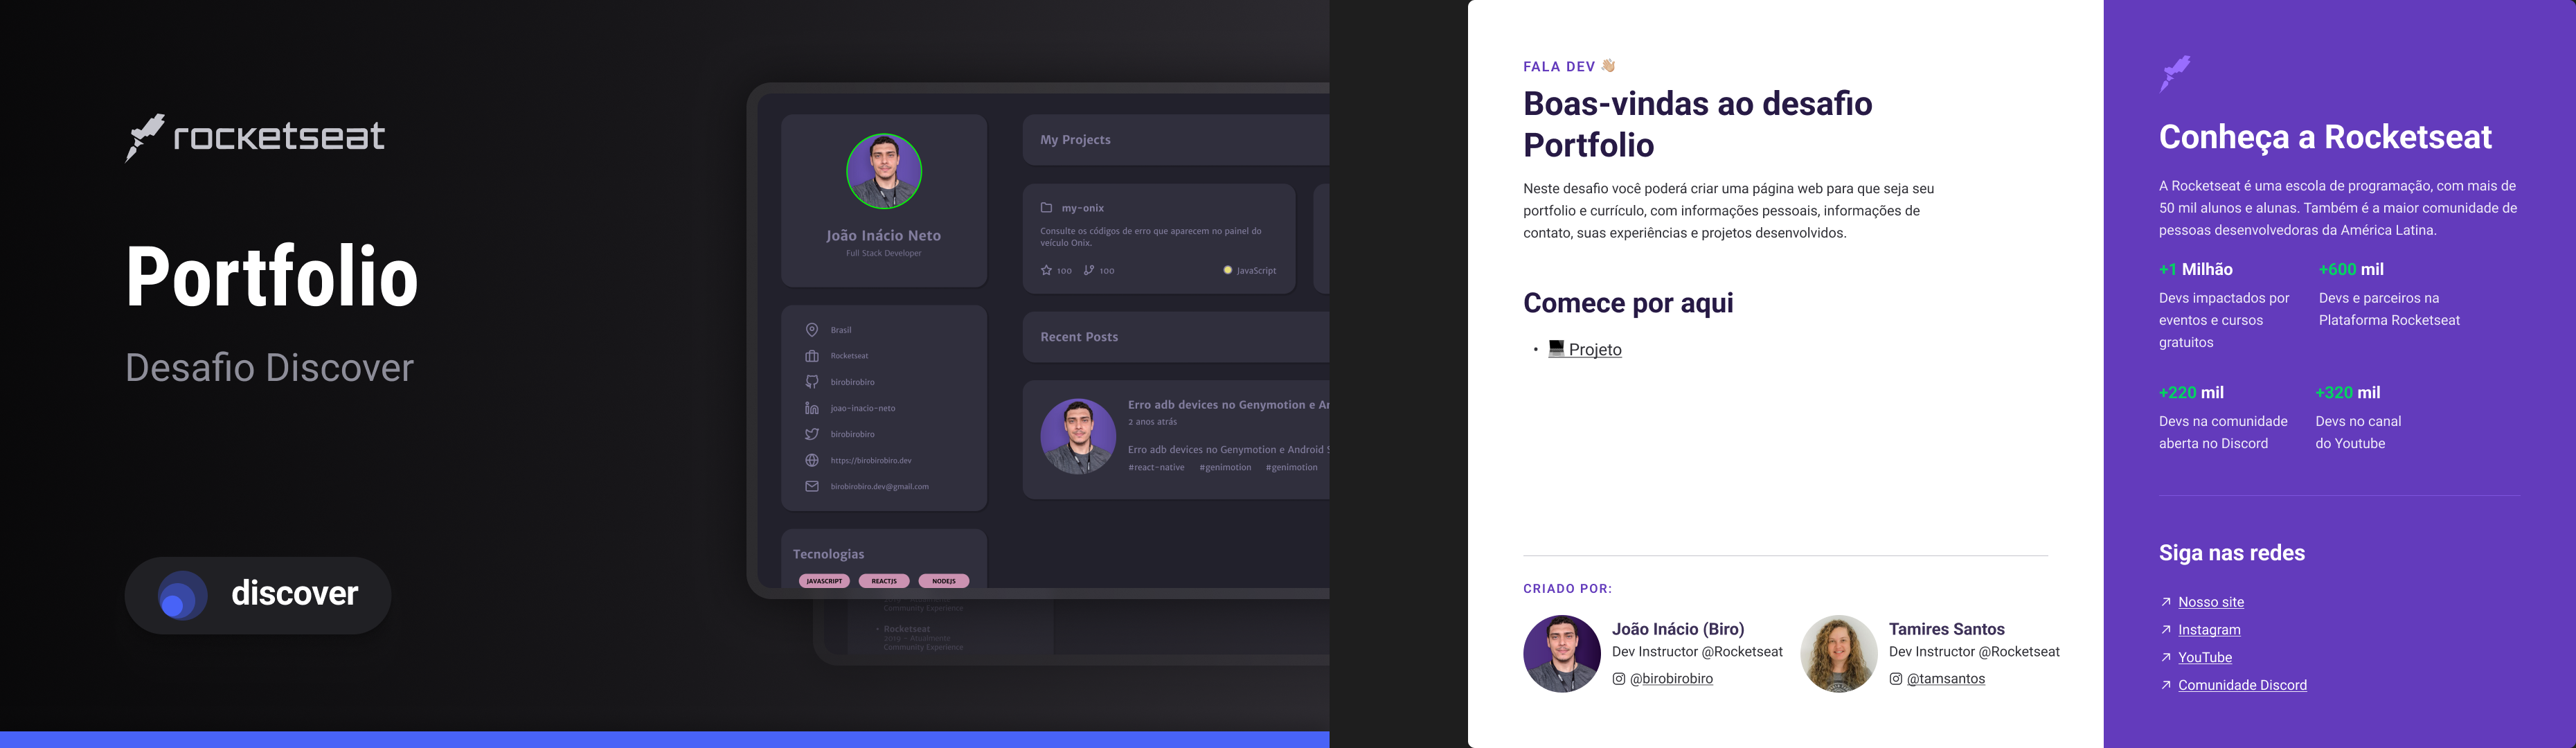 rocketseat
Portfolio
Desafio Discover
discover
João Inácio Neto
Full Stack Developer
Brasil
Rocketseat
birobirobiro
joao-inacio-neto
birobirobiro
https://birobirobiro.dev
birobirobiro.dev@gmail.com
Tecnologias
JAVASCRIPT
REACTJS
NODEJS
My Projects
my-onix
Consulte os códigos de erro que aparecem no painel do
veículo Onix.
100
100
JavaScript
Recent Posts
Erro adb devices no Genymotion e Ar
2 anos atrás
Erro adb devices no Genymotion e Android S
#react-native #genimotion #genimotion
Community Experience
• Rocketseat
2019 – Atualmente
Community Experience
FALA DEV 👋🏼
Boas-vindas ao desafio
Portfolio
Neste desafio você poderá criar uma página web para que seja seu
portfolio e currículo, com informações pessoais, informações de
contato, suas experiências e projetos desenvolvidos.
Comece por aqui
• 💻 Projeto
CRIADO POR:
João Inácio (Biro)
Dev Instructor @Rocketseat
@birobirobiro
Tamires Santos
Dev Instructor @Rocketseat
@tamsantos
Conheça a Rocketseat
A Rocketseat é uma escola de programação, com mais de
50 mil alunos e alunas. Também é a maior comunidade de
pessoas desenvolvedoras da América Latina.
+1 Milhão
Devs impactados por
eventos e cursos
gratuitos
+600 mil
Devs e parceiros na
Plataforma Rocketseat
+220 mil
Devs na comunidade
aberta no Discord
+320 mil
Devs no canal
do Youtube
Siga nas redes
Nosso site
Instagram
YouTube
Comunidade Discord